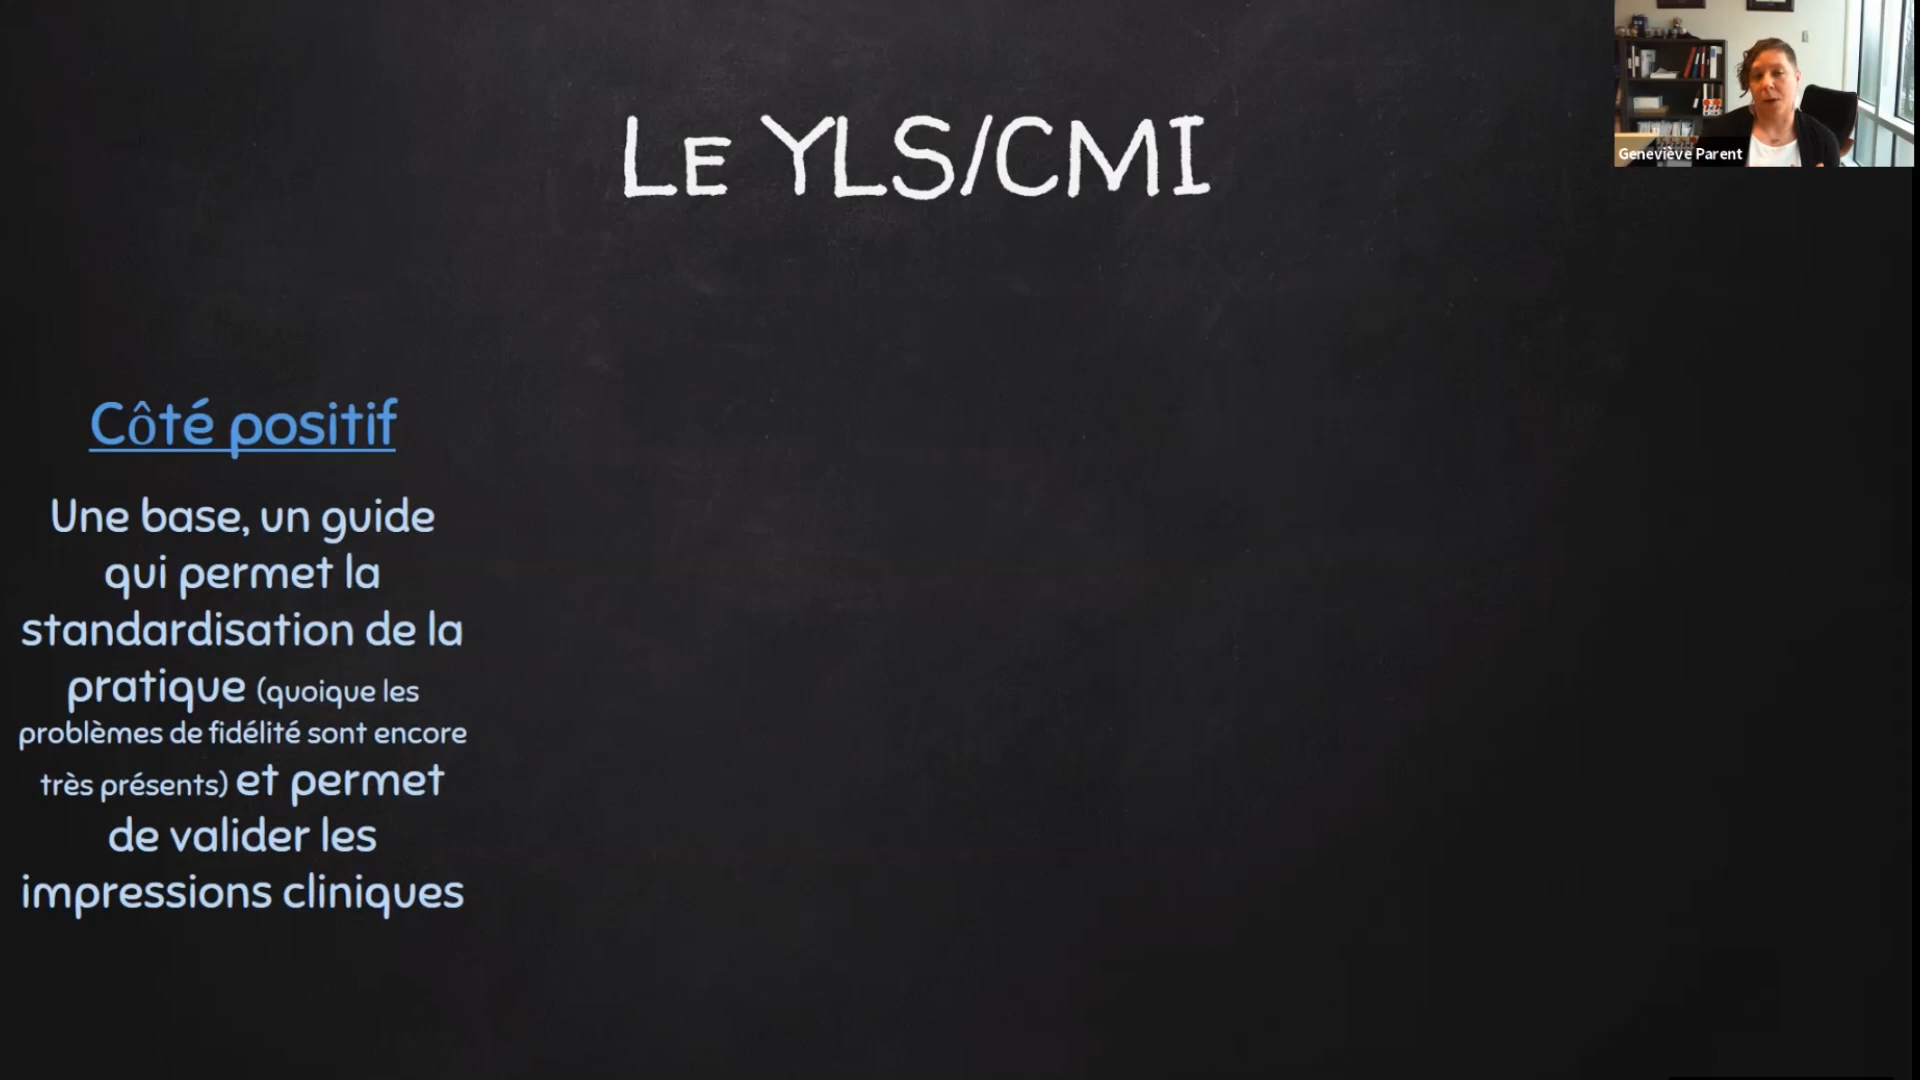 Le YLS/CMI
Geneviève Parent
Côté positif
Une base, un guide
qui permet la
standardisation de la
pratique (quoique les
problèmes de fidélité sont encore
très présents) et permet
de valider les
impressions cliniques